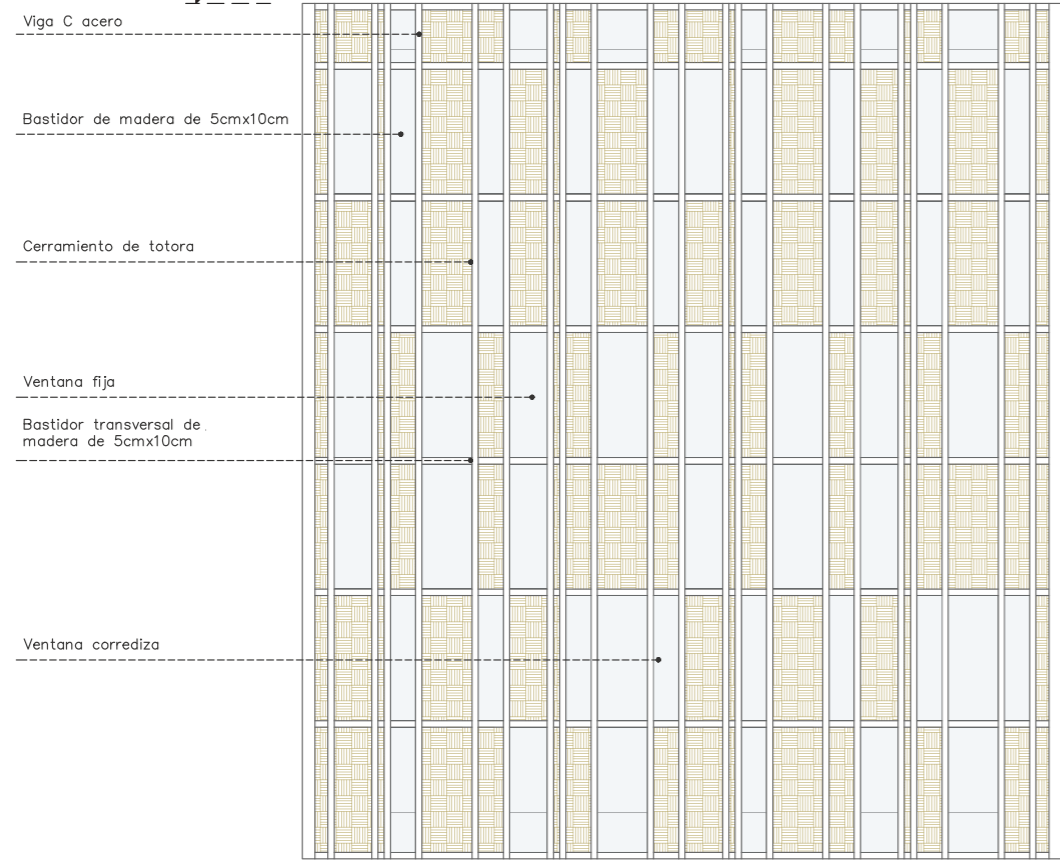 Viga C acero
Bastidor de madera de 5cmx10cm
Cerramiento de totora
Ventana fija
Bastidor transversal de
madera de 5cmx10cm
Ventana corrediza